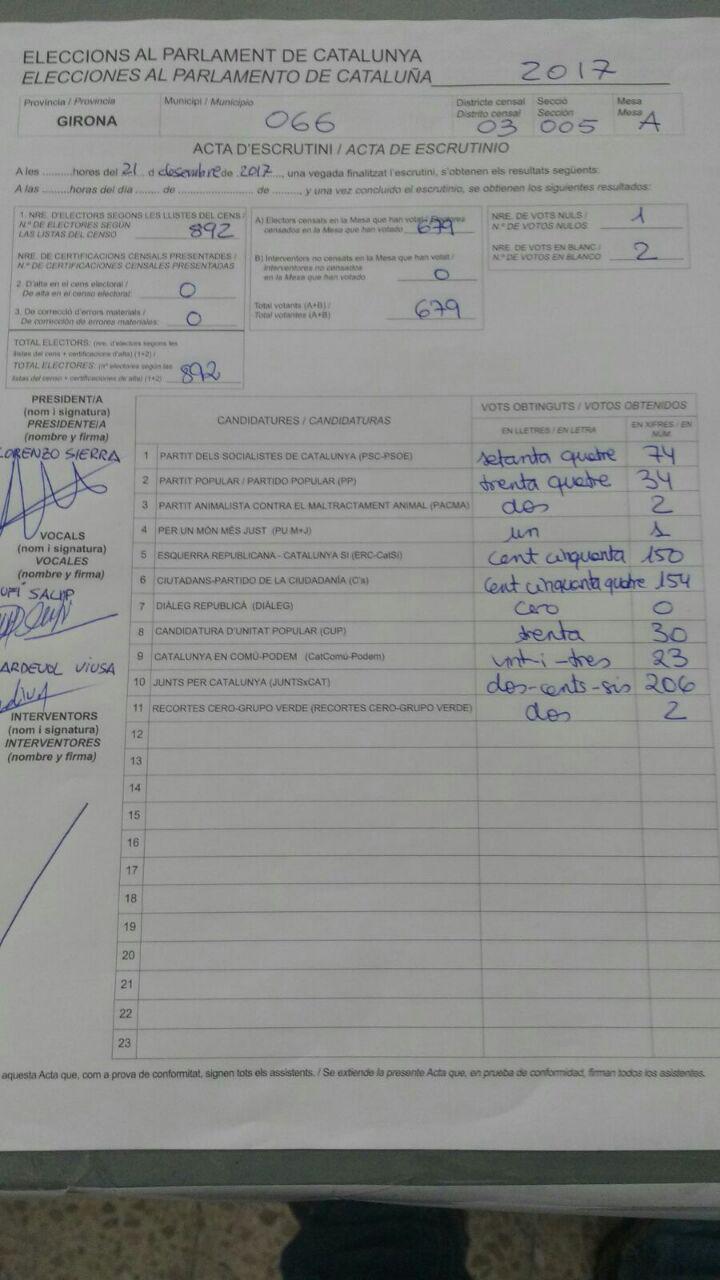 ELECCIONS AL PARLAMENT DE CATALUNYA
ELECCIONES AL PARLAMENTO DE CATALUÑA 2017
Provincia / Provincia Municipi / Municipio Districte censal Secció Mesa
Distrito censal Sección Mesa
GIRONA 066 03 005 A
ACTA D'ESCRUTINI / ACTA DE ESCRUTINIO
A les ..........hores del 21 d desembre de 2017, una vegada finalitzat l'escrutini, s'obtenen els resultats següents:
A las .........horas del día ....... de ..................... de ........, y una vez concluido el escrutinio, se obtienen los siguientes resultados:
1. NRE. D'ELECTORS SEGONS LES LLISTES DEL CENS /
N.º DE ELECTORES SEGÚN
LAS LISTAS DEL CENSO 892
NRE. DE CERTIFICACIONS CENSALS PRESENTADES /
N.º DE CERTIFICACIONES CENSALES PRESENTADAS
2. D'alta en el cens electoral /
De alta en el censo electoral: 0
3. De correcció d'errors materials /
De corrección de errores materiales: 0
TOTAL ELECTORS: (nre. d'electors segons les
llistes del cens + certificacions d'alta) (1+2) /
TOTAL ELECTORES: (nº electores según las
listas del censo + certificaciones de alta) (1+2) 892
A) Electors censats en la Mesa que han votat / Electores
censados en la Mesa que han votado 679
B) Interventors no censats en la Mesa que han votat /
Interventores no censados
en la Mesa que han votado 0
Total votants (A+B) /
Total votantes (A+B) 679
NRE. DE VOTS NULS /
N.º DE VOTOS NULOS 1
NRE. DE VOTS EN BLANC /
N.º DE VOTOS EN BLANCO 2
PRESIDENT/A
(nom i signatura)
PRESIDENTE/A
(nombre y firma)
LORENZO SIERRA
VOCALS
(nom i signatura)
VOCALES
(nombre y firma)
ARDEVOL VIUSA
INTERVENTORS
(nom i signatura)
INTERVENTORES
(nombre y firma)
CANDIDATURES / CANDIDATURAS VOTS OBTINGUTS / VOTOS OBTENIDOS
EN LLETRES / EN LETRA EN XIFRES / EN NÚM.
1 PARTIT DELS SOCIALISTES DE CATALUNYA (PSC-PSOE) setanta quatre 74
2 PARTIT POPULAR / PARTIDO POPULAR (PP) trenta quatre 34
3 PARTIT ANIMALISTA CONTRA EL MALTRACTAMENT ANIMAL (PACMA) dos 2
4 PER UN MÓN MÉS JUST (PU M+J) un 1
5 ESQUERRA REPUBLICANA - CATALUNYA SI (ERC-CatSi) cent cinquanta 150
6 CIUTADANS-PARTIDO DE LA CIUDADANÍA (C's) cent cinquanta quatre 154
7 DIÀLEG REPUBLICÀ (DIÀLEG) cero 0
8 CANDIDATURA D'UNITAT POPULAR (CUP) trenta 30
9 CATALUNYA EN COMÚ-PODEM (CatComú-Podem) vint-i-tres 23
10 JUNTS PER CATALUNYA (JUNTSxCAT) dos-cents-sis 206
11 RECORTES CERO-GRUPO VERDE (RECORTES CERO-GRUPO VERDE) dos 2
12
13
14
15
16
17
18
19
20
21
22
23
aquesta Acta que, com a prova de conformitat, signen tots els assistents. / Se extiende la presente Acta que, en prueba de conformidad, firman todos los asistentes.